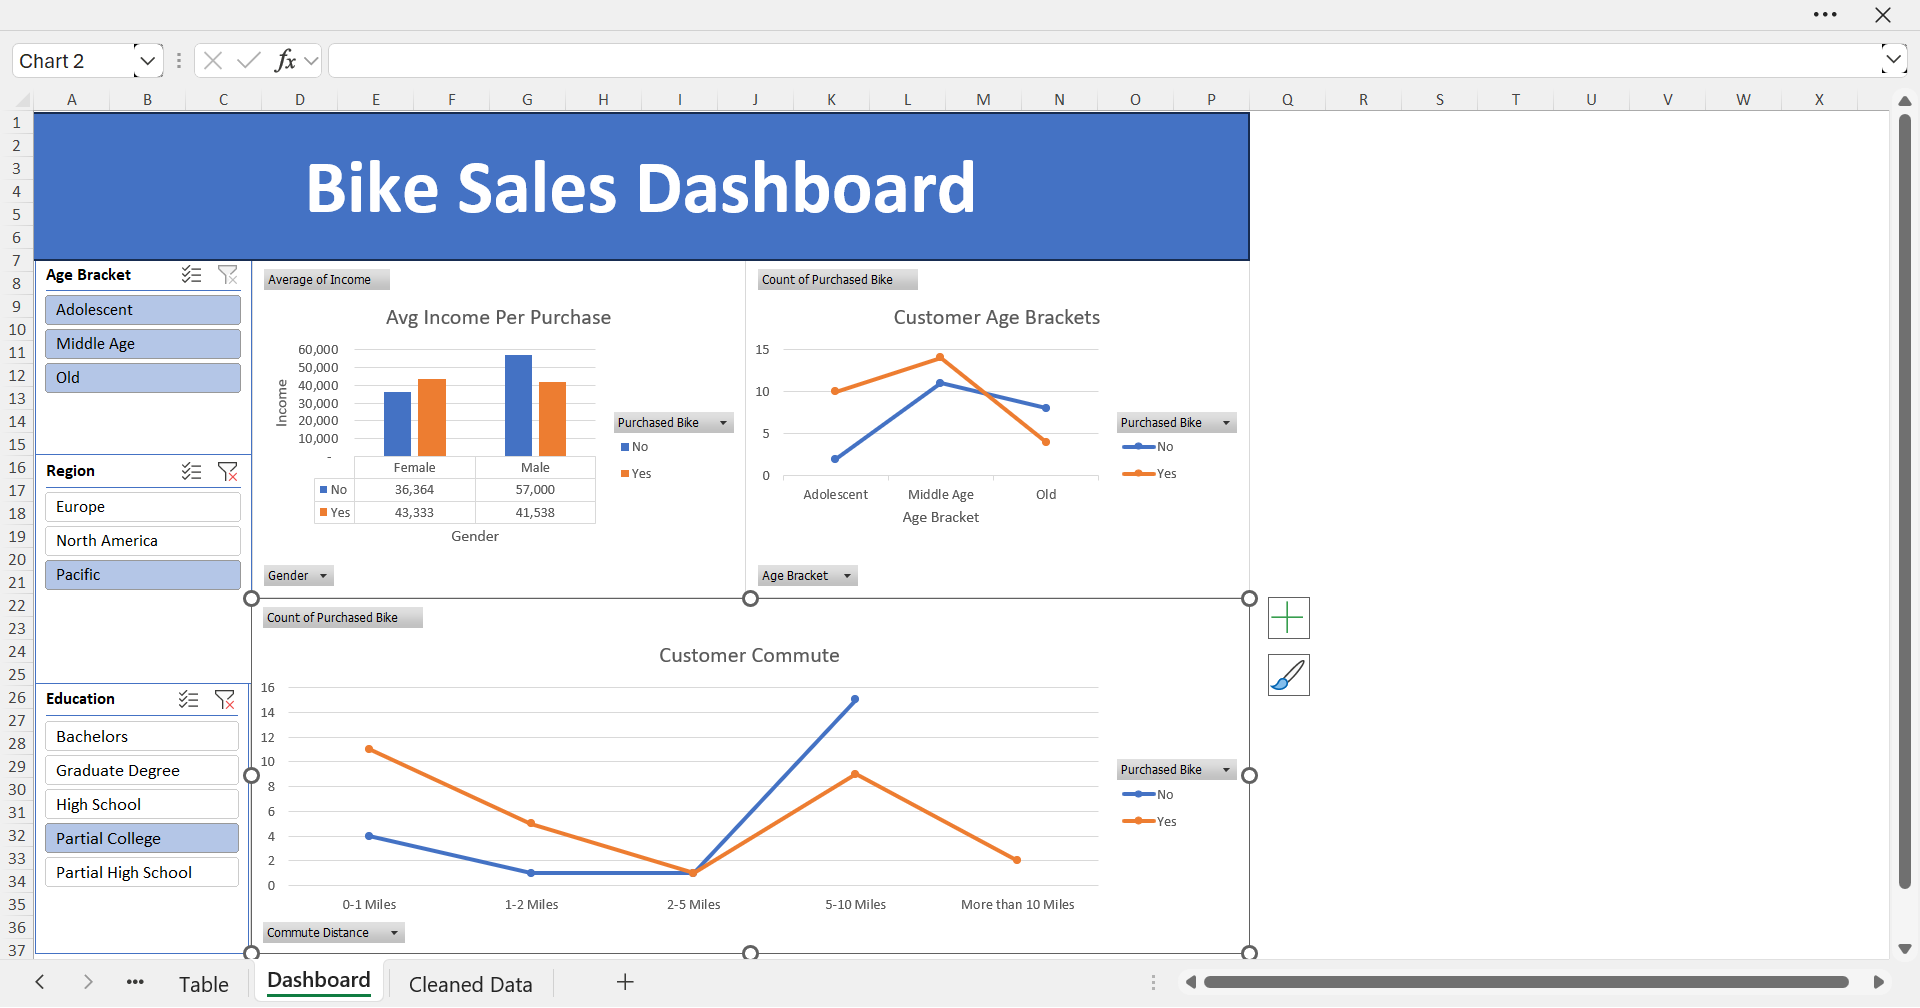 Chart 2
fx
A B C D E F G H I J K L M N O P Q R S T U V W X
1
2
3
4
5
6
7
8
9
10
11
12
13
14
15
16
17
18
19
20
21
22
23
24
25
26
27
28
29
30
31
32
33
34
35
36
37
Bike Sales Dashboard
Age Bracket
Adolescent
Middle Age
Old
Region
Europe
North America
Pacific
Education
Bachelors
Graduate Degree
High School
Partial College
Partial High School
Average of Income
Avg Income Per Purchase
Income
60,000
50,000
40,000
30,000
20,000
10,000
-
Female Male
No 36,364 57,000
Yes 43,333 41,538
Gender
Purchased Bike
No
Yes
Gender
Count of Purchased Bike
Customer Age Brackets
15
10
5
0
Adolescent Middle Age Old
Age Bracket
Purchased Bike
No
Yes
Age Bracket
Count of Purchased Bike
Customer Commute
16
14
12
10
8
6
4
2
0
0-1 Miles 1-2 Miles 2-5 Miles 5-10 Miles More than 10 Miles
Purchased Bike
No
Yes
Commute Distance
Table Dashboard Cleaned Data